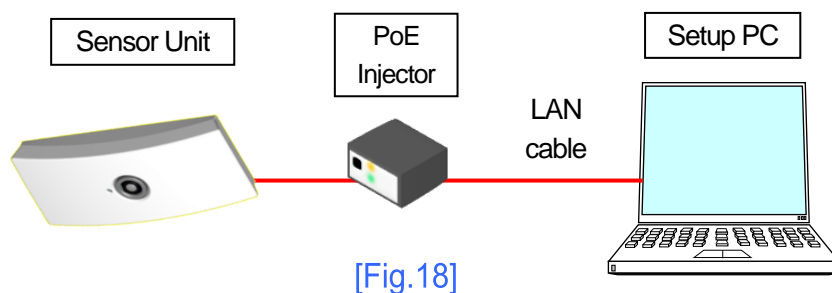 Sensor Unit
PoE
Injector
Setup PC
LAN
cable
[Fig.18]